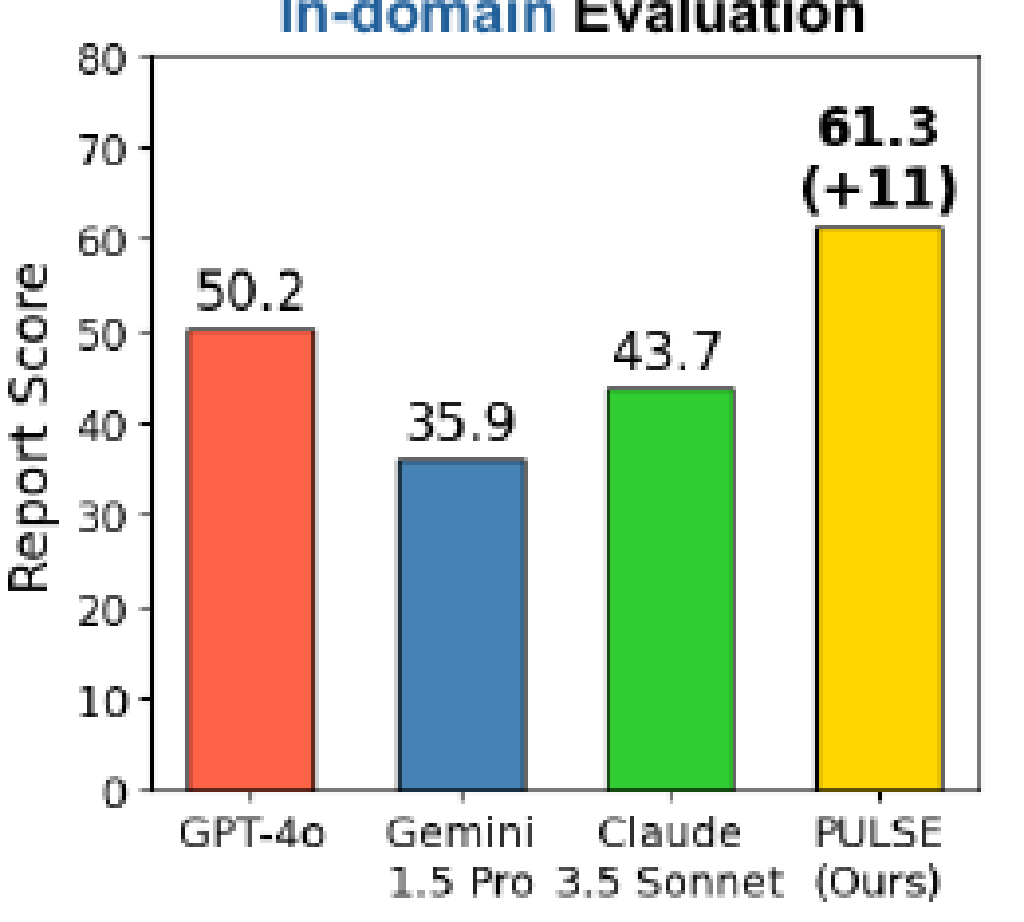 In-domain Evaluation
80
70
60
50
40
30
20
10
0
Report Score
50.2
35.9
43.7
61.3
(+11)
GPT-4o
Gemini
1.5 Pro
Claude
3.5 Sonnet
PULSE
(Ours)